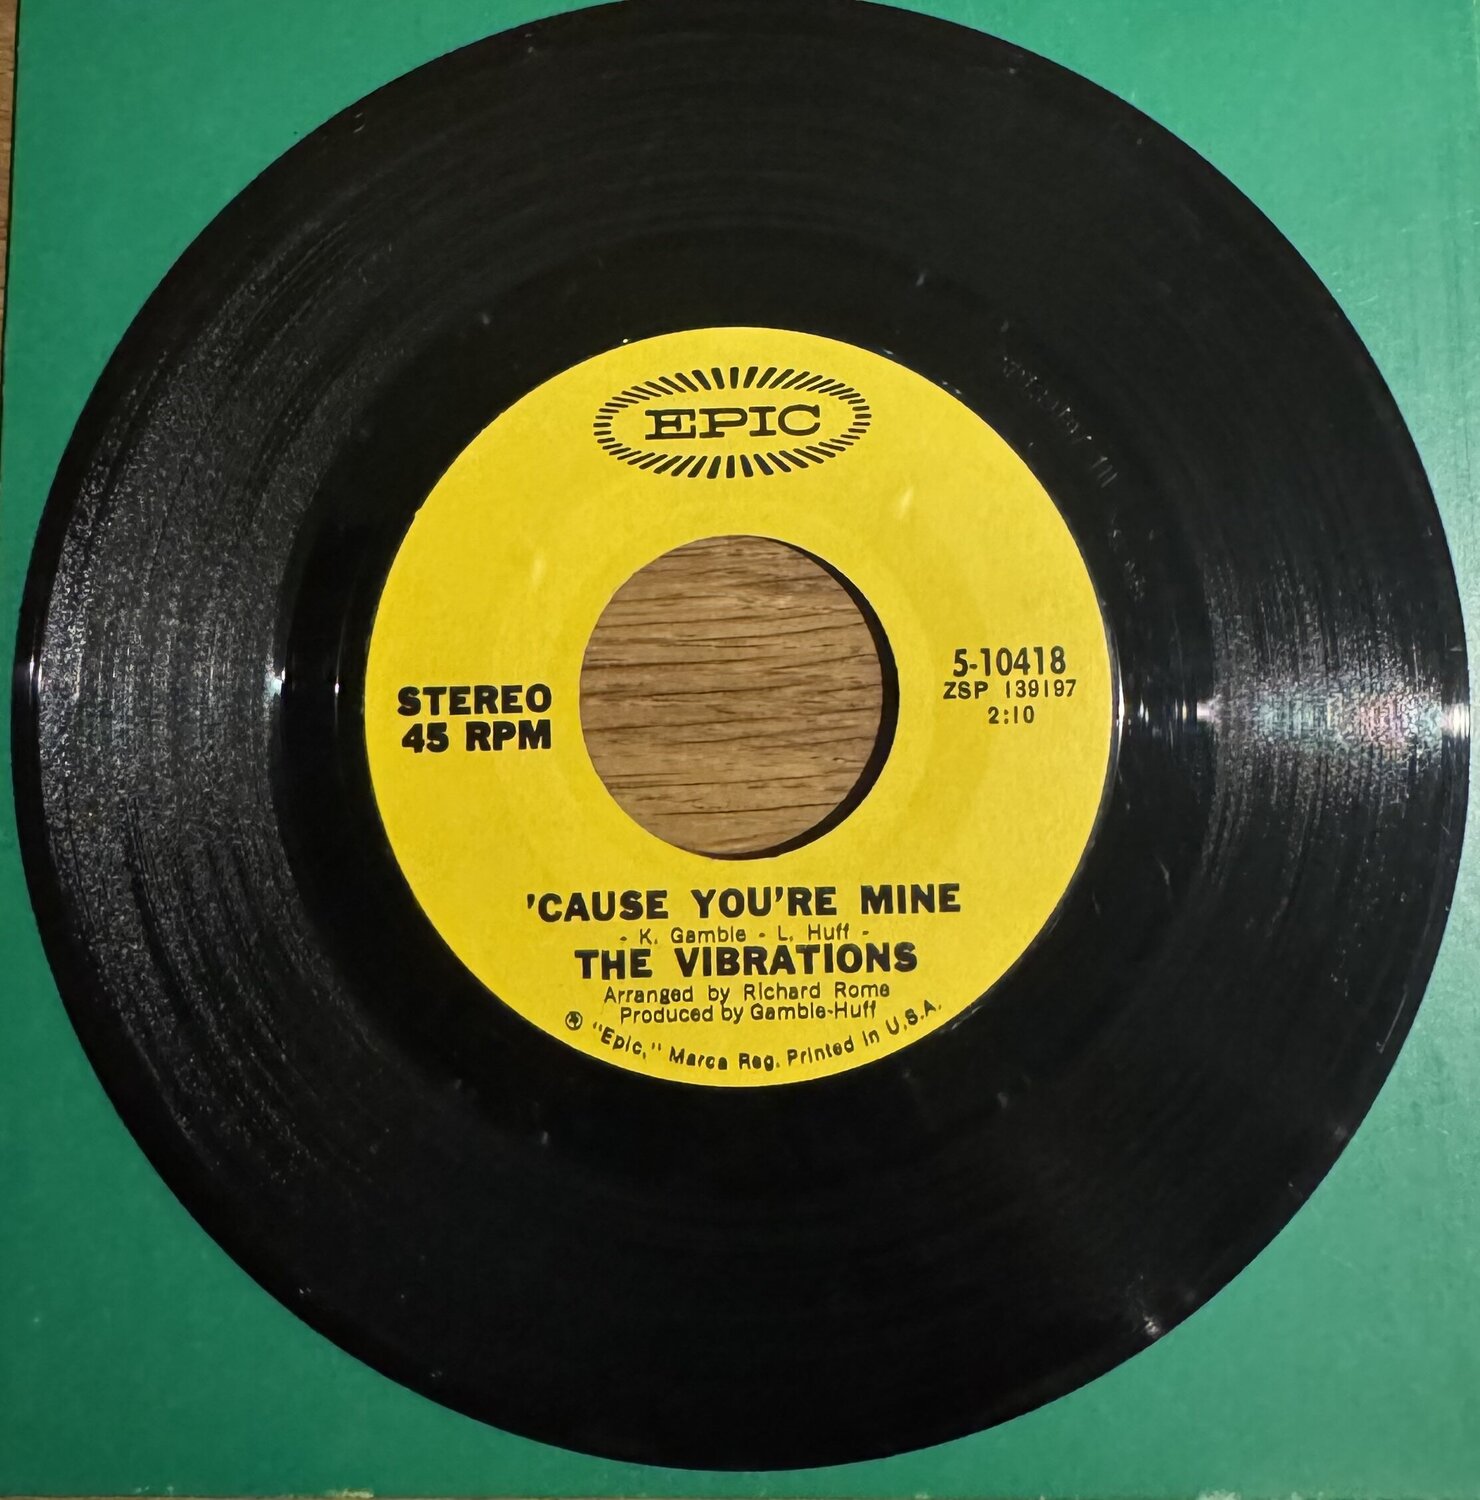 EPIC
STEREO
45 RPM
5-10418
ZSP 139197
2:10
'CAUSE YOU'RE MINE
- K. Gamble - L. Huff -
THE VIBRATIONS
Arranged by Richard Rome
Produced by Gamble-Huff
"Epic," Marca Reg. Printed in U.S.A.